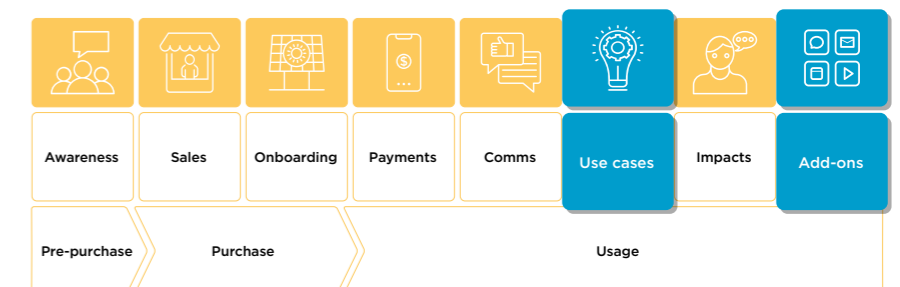 $
Awareness
Sales
Onboarding
Payments
Comms
Use cases
Impacts
Add-ons
Pre-purchase
Purchase
Usage